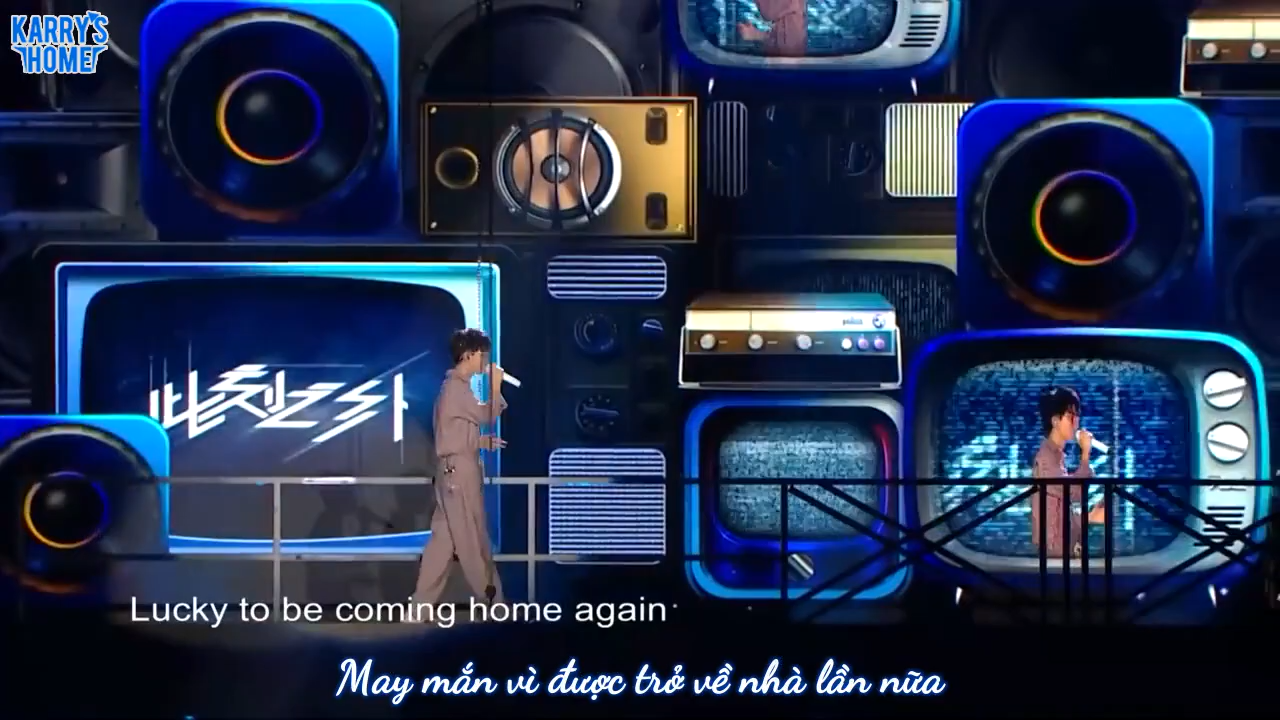 KARRY'S
HOME
Lucky to be coming home again
May mắn vì được trở về nhà lần nữa